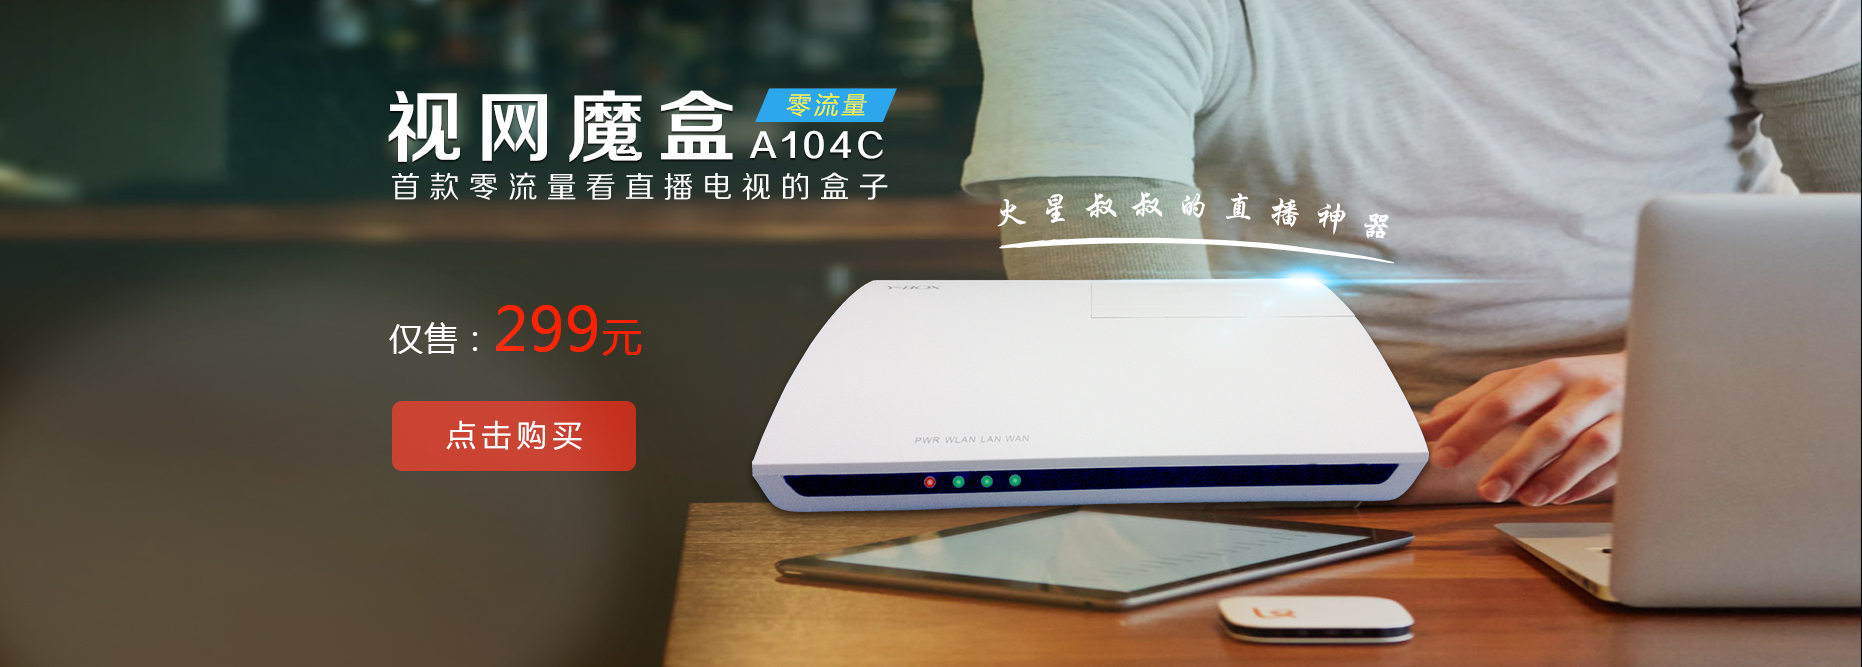 视网魔盒
零流量
A104C
首款零流量看直播电视的盒子
火星叔叔的直播神器
仅售：299元
点击购买
Y-BOX
PWR WLAN LAN WAN